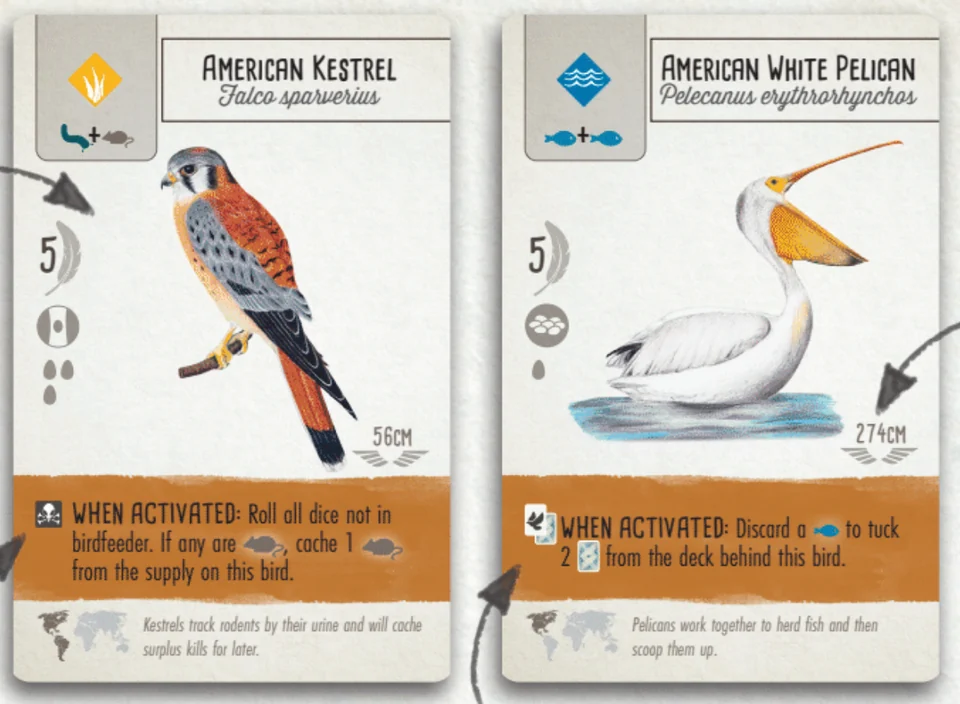 AMERICAN KESTREL
Falco sparverius
+
5
56CM
WHEN ACTIVATED: Roll all dice not in
birdfeeder. If any are , cache 1
from the supply on this bird.
Kestrels track rodents by their urine and will cache
surplus kills for later.
AMERICAN WHITE PELICAN
Pelecanus erythrorhynchos
+
5
274CM
WHEN ACTIVATED: Discard a to tuck
2 from the deck behind this bird.
Pelicans work together to herd fish and then
scoop them up.